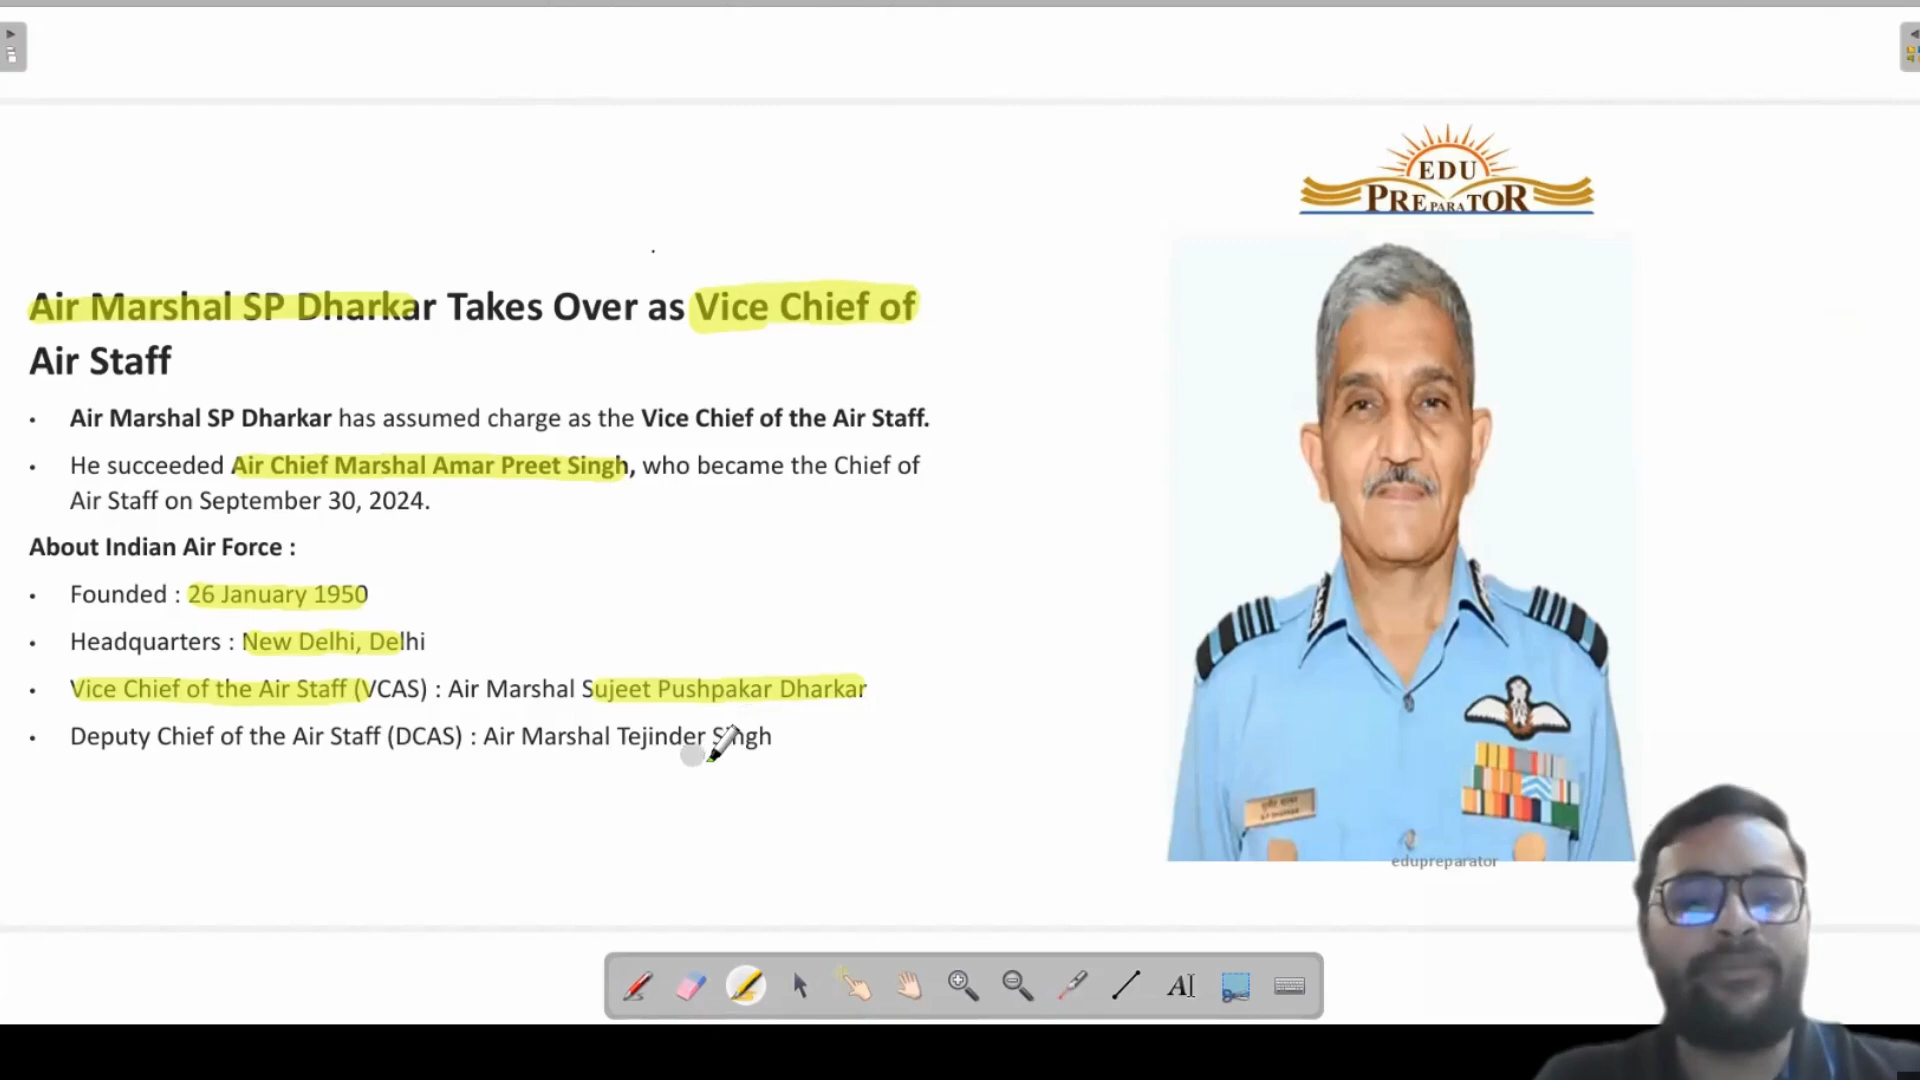 EDU
PREPARATOR
Air Marshal SP Dharkar Takes Over as Vice Chief of
Air Staff
• Air Marshal SP Dharkar has assumed charge as the Vice Chief of the Air Staff.
• He succeeded Air Chief Marshal Amar Preet Singh, who became the Chief of
Air Staff on September 30, 2024.
About Indian Air Force :
• Founded : 26 January 1950
• Headquarters : New Delhi, Delhi
• Vice Chief of the Air Staff (VCAS) : Air Marshal Sujeet Pushpakar Dharkar
• Deputy Chief of the Air Staff (DCAS) : Air Marshal Tejinder Singh
edupreparator
AI